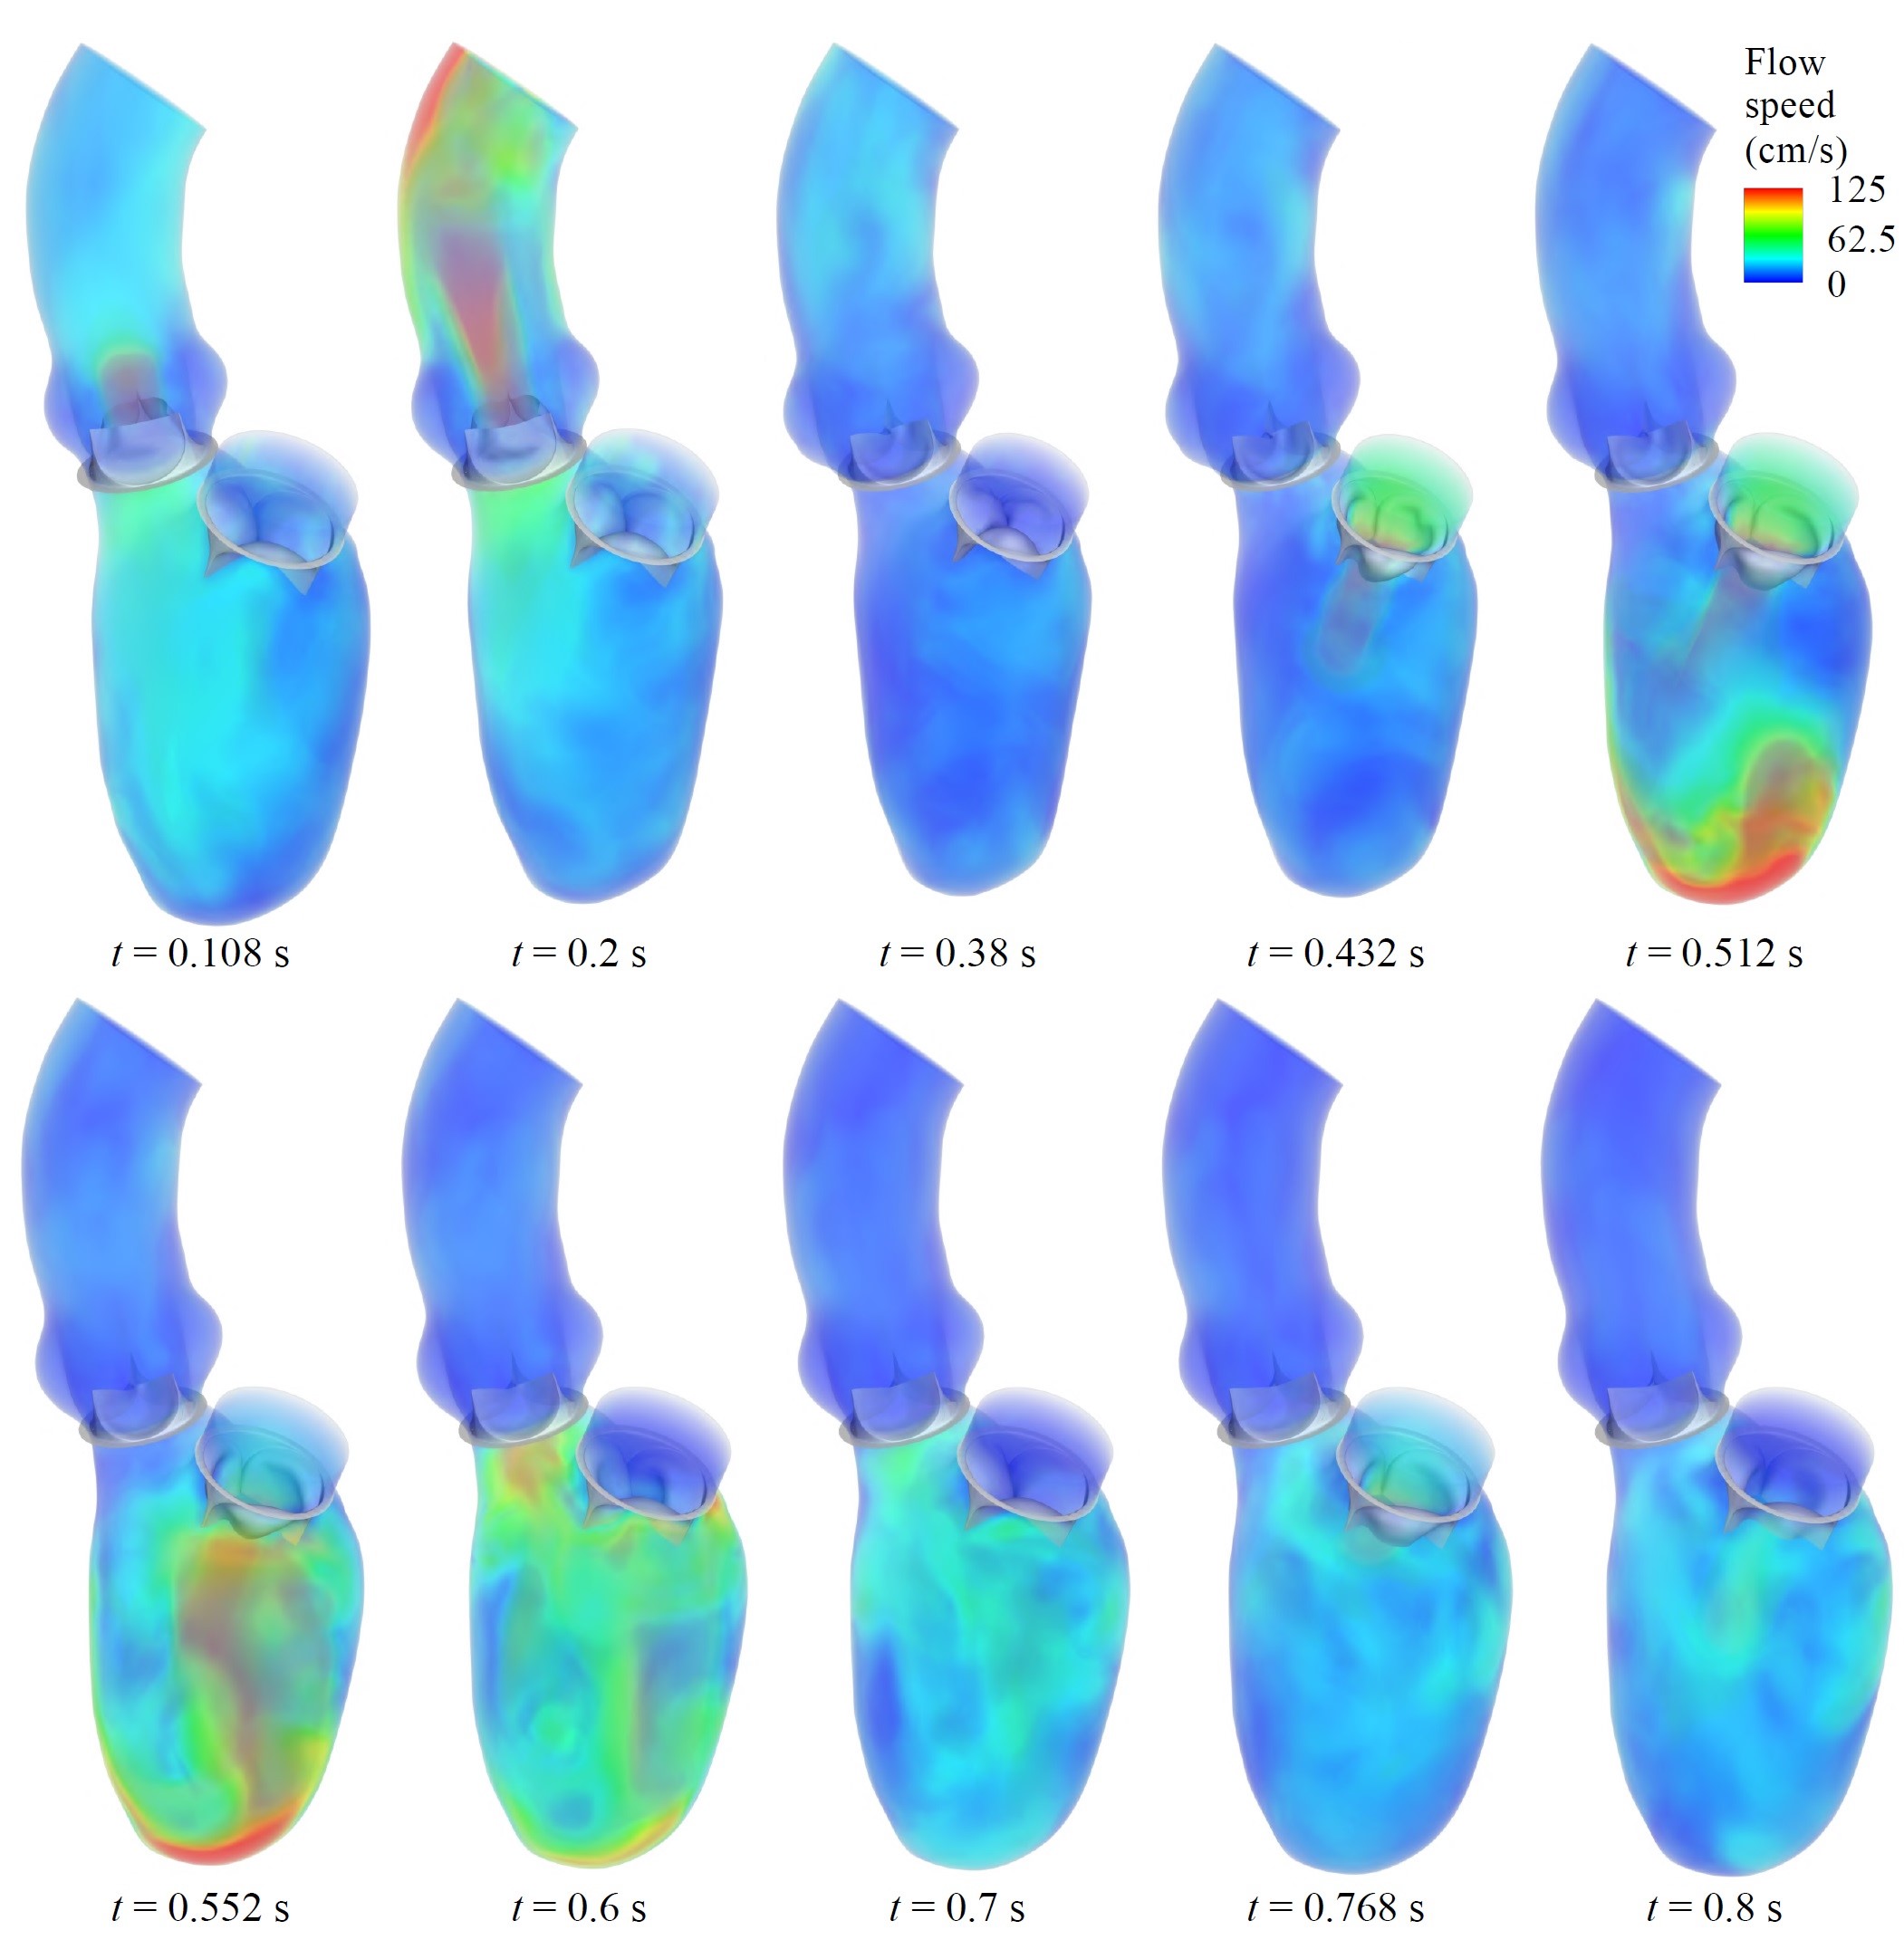 Flow
speed
(cm/s)
125
62.5
0
t = 0.108 s
t = 0.2 s
t = 0.38 s
t = 0.432 s
t = 0.512 s
t = 0.552 s
t = 0.6 s
t = 0.7 s
t = 0.768 s
t = 0.8 s